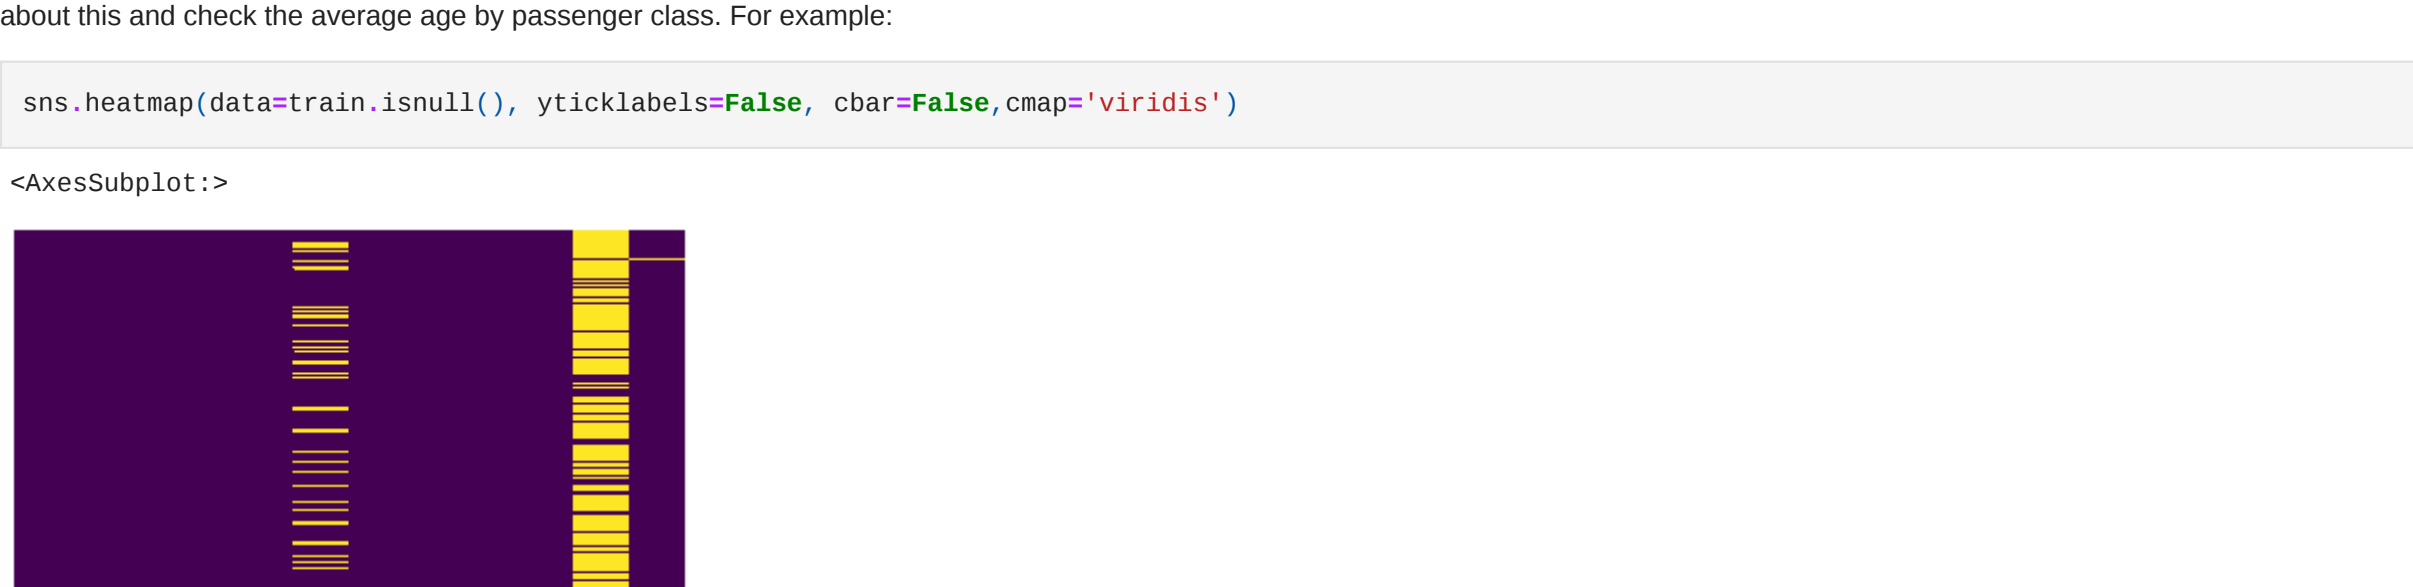 about this and check the average age by passenger class. For example:
sns.heatmap(data=train.isnull(), yticklabels=False, cbar=False,cmap='viridis')
<AxesSubplot:>